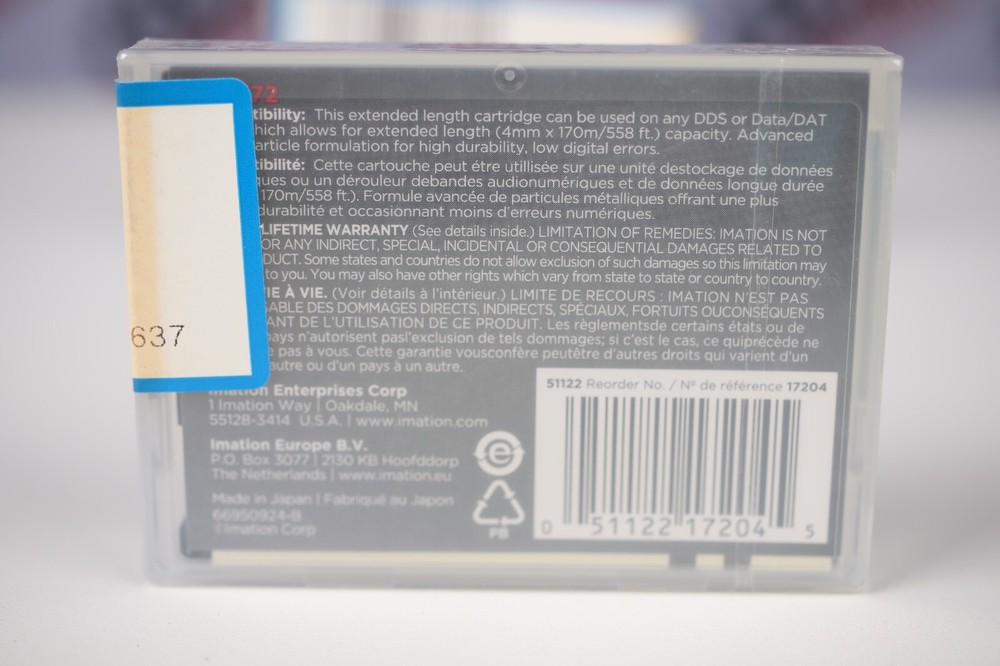 72
tibility: This extended length cartridge can be used on any DDS or Data/DAT
hich allows for extended length (4mm x 170m/558 ft.) capacity. Advanced
article formulation for high durability, low digital errors.
tibilité: Cette cartouche peut étre utilisée sur une unité destockage de données
ques ou un dérouleur debandes audionumériques et de données longue durée
170m/558 ft.). Formule avancée de particules métalliques offrant une plus
durabilité et occasionnant moins d'erreurs numériques.
LIFETIME WARRANTY (See details inside.) LIMITATION OF REMEDIES: IMATION IS NOT
OR ANY INDIRECT, SPECIAL, INCIDENTAL OR CONSEQUENTIAL DAMAGES RELATED TO
DUCT. Some states and countries do not allow exclusion of such damages so this limitation may
to you. You may also have other rights which vary from state to state or country to country.
IE À VIE. (Voir détails à l'intérieur.) LIMITE DE RECOURS : IMATION N'EST PAS
SABLE DES DOMMAGES DIRECTS, INDIRECTS, SPÉCIAUX, FORTUITS OUCONSÉQUENTS
ANT DE L'UTILISATION DE CE PRODUIT. Les règlementsde certains états ou de
pays n'autorisent pasl'exclusion de tels dommages; si c'est le cas, ce quiprécède ne
e pas à vous. Cette garantie vousconfère peutêtre d'autres droits qui varient d'un
autre ou d'un pays à un autre.
637
Imation Enterprises Corp
1 Imation Way | Oakdale, MN
55128-3414 U.S.A. | www.imation.com
Imation Europe B.V.
P.O. Box 3077 | 2130 KB Hoofddorp
The Netherlands | www.imation.eu
Made in Japan | Fabriqué au Japon
66950924-B
©Imation Corp
e
PB
51122 Reorder No. / Nº de référence 17204
0 51122 17204 5